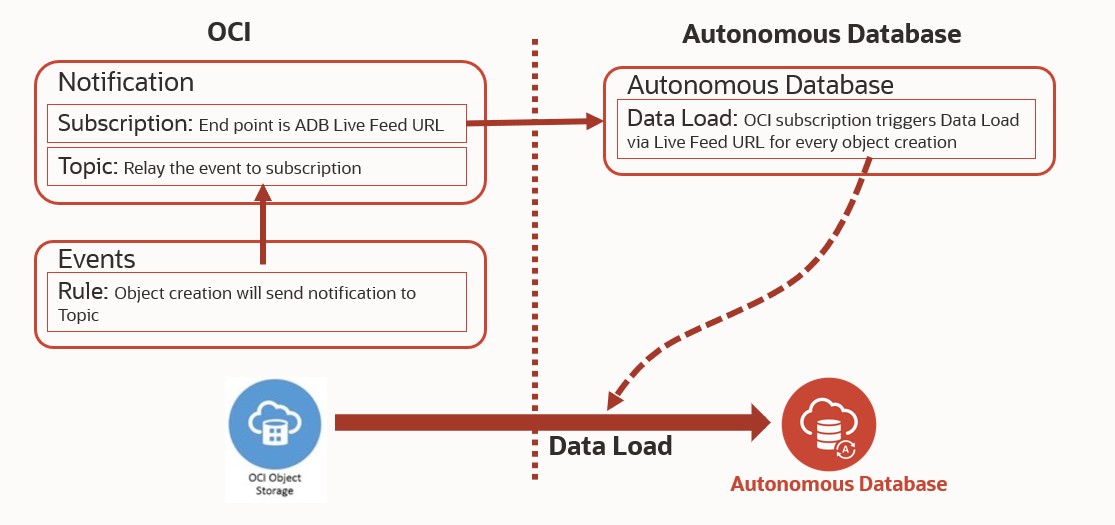 OCI
Autonomous Database
Notification
Subscription: End point is ADB Live Feed URL
Topic: Relay the event to subscription
Autonomous Database
Data Load: OCI subscription triggers Data Load
via Live Feed URL for every object creation
Events
Rule: Object creation will send notification to
Topic
OCI Object
Storage
Data Load
A
Autonomous Database